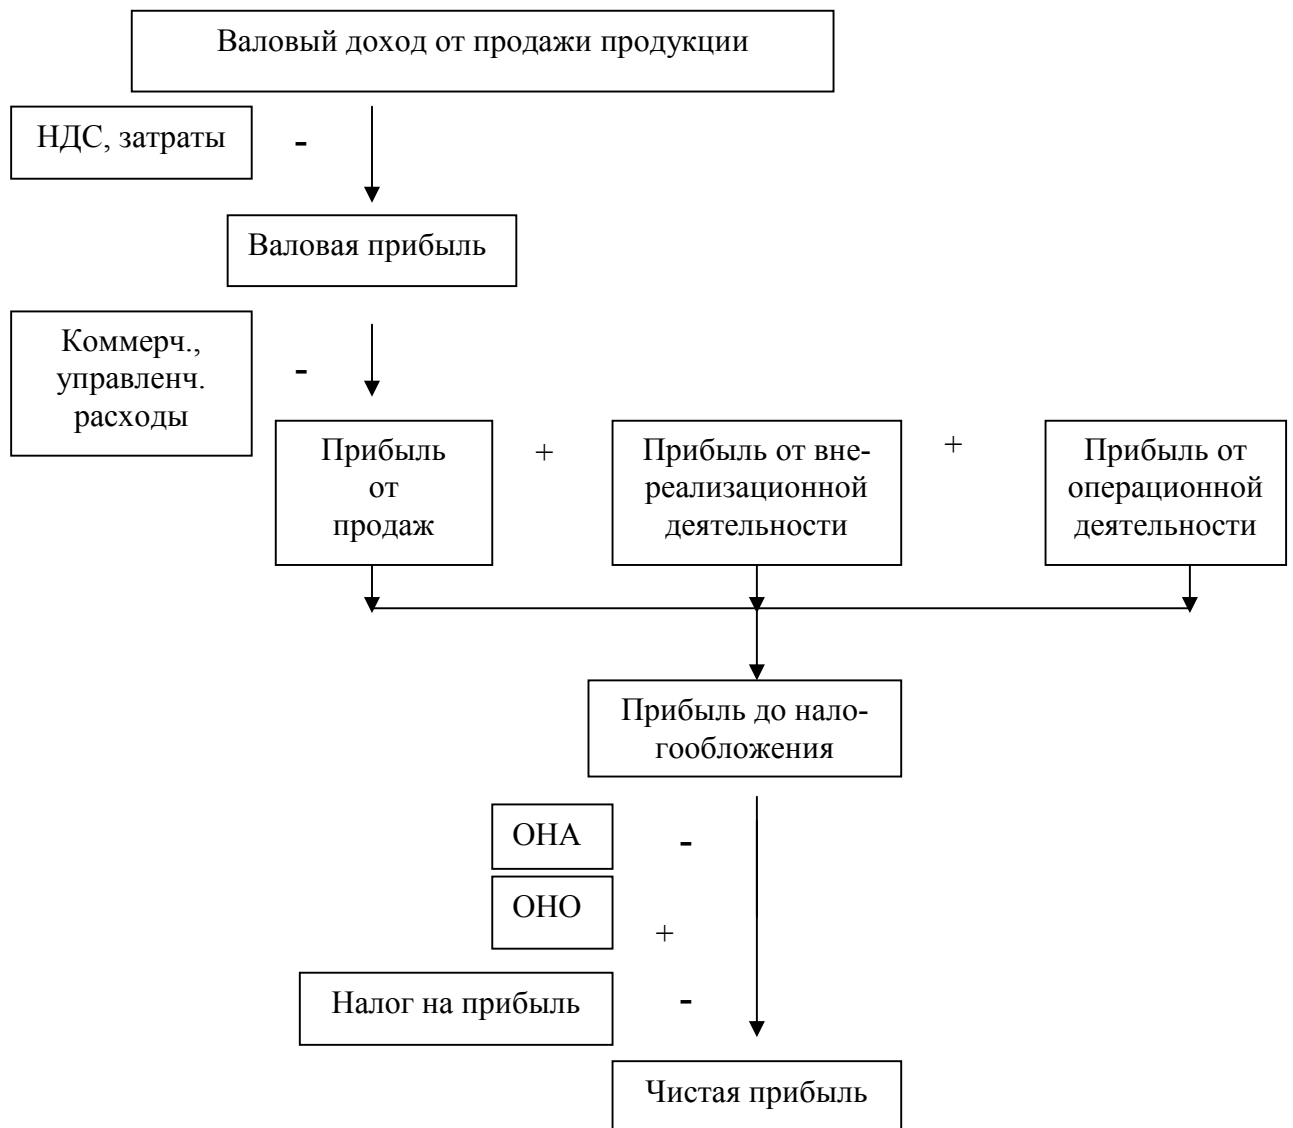 Валовый доход от продажи продукции
НДС, затраты
-
Валовая прибыль
Коммерч.,
управленч.
расходы
-
Прибыль
от
продаж
+
Прибыль от вне-
реализационной
деятельности
+
Прибыль от
операционной
деятельности
Прибыль до нало-
гообложения
ОНА
-
ОНО
+
Налог на прибыль
-
Чистая прибыль